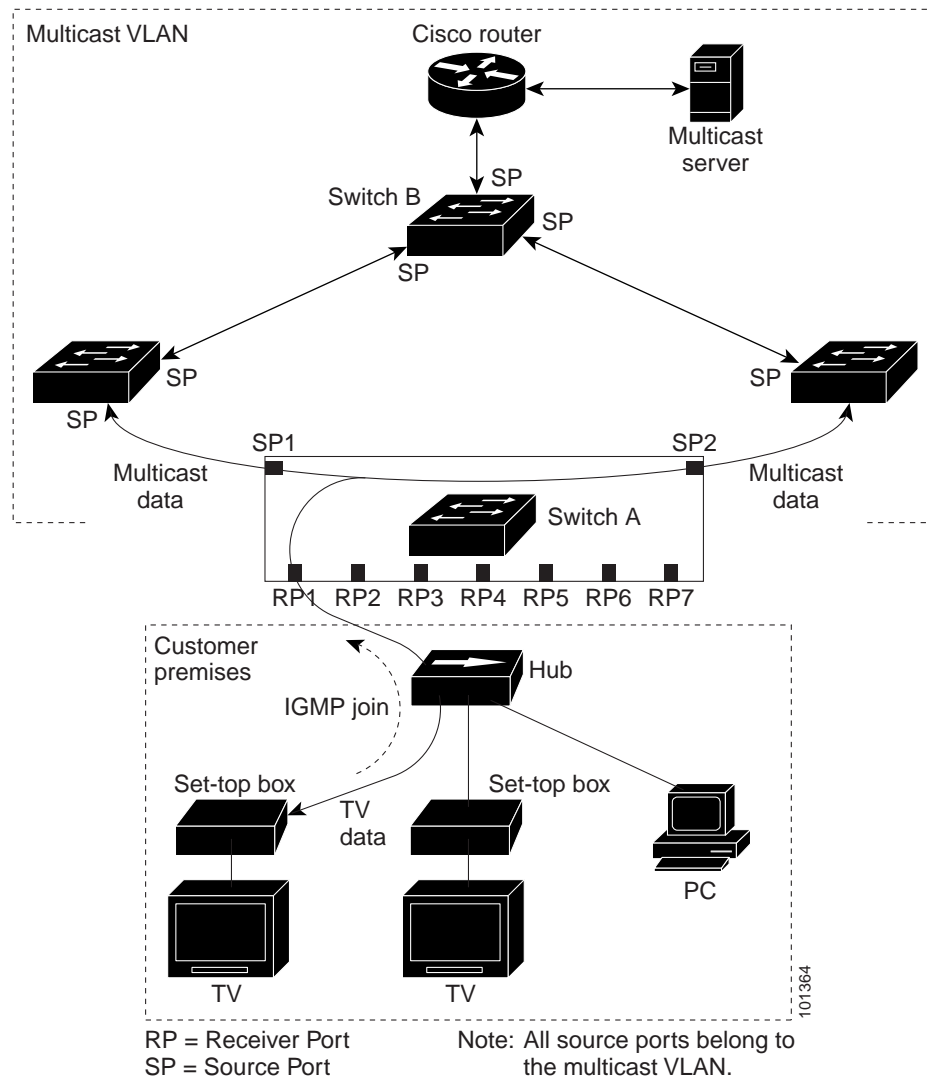 Multicast VLAN
Cisco router
Multicast
server
SP
Switch B
SP
SP
SP
SP
SP
SP1
SP2
Multicast
data
Multicast
data
Switch A
RP1 RP2 RP3 RP4 RP5 RP6 RP7
Customer
premises
Hub
IGMP join
Set-top box
Set-top box
TV
data
PC
TV
TV
101364
RP = Receiver Port
SP = Source Port
Note: All source ports belong to
the multicast VLAN.